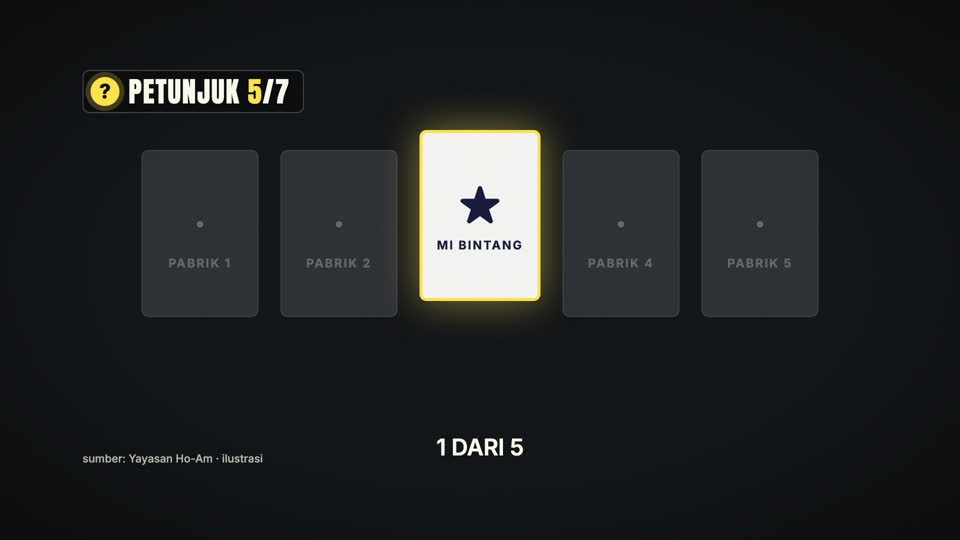 ? PETUNJUK 5/7
PABRIK 1
PABRIK 2
MI BINTANG
PABRIK 4
PABRIK 5
1 DARI 5
sumber: Yayasan Ho-Am · ilustrasi